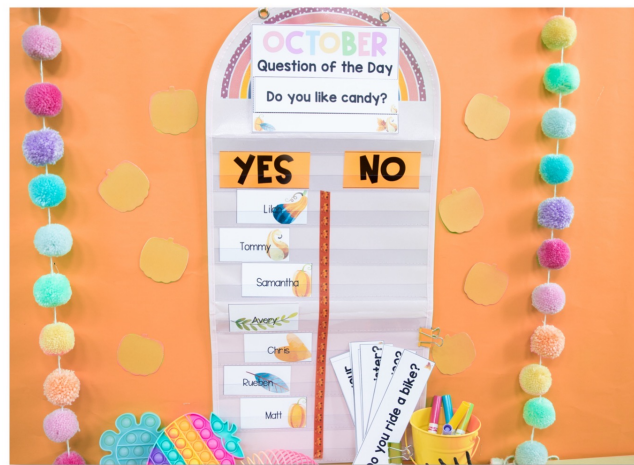 OCTOBER
Question of the Day
Do you like candy?
YES
NO
Tommy
Samantha
Avery
Chris
Rueben
Matt
you ride a bike?